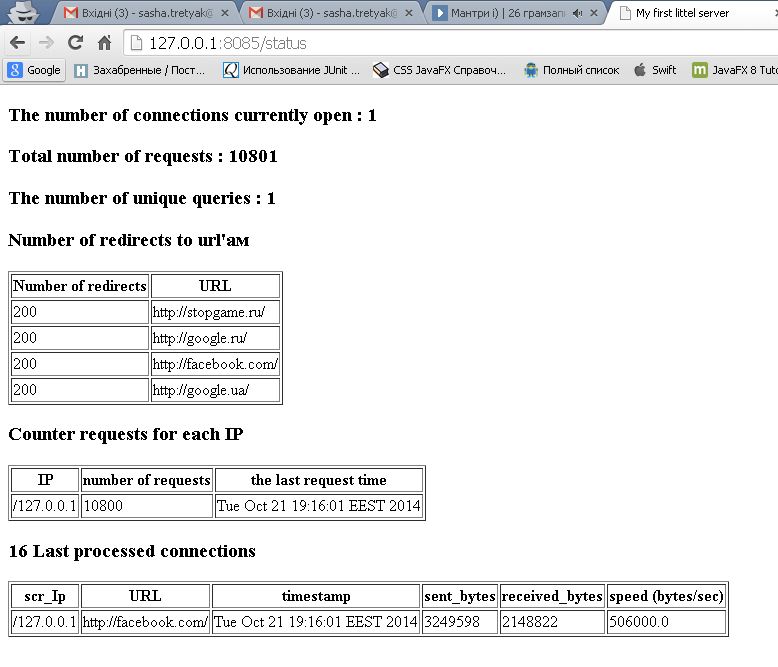 Вхідні (3) - sasha.tretyak@
Вхідні (3) - sasha.tretyak@
Мантри i) | 26 грамзапи
My first littel server
127.0.0.1:8085/status
Google
Захабренные / Пост...
Использование JUnit ...
CSS JavaFX Справоч...
Полный список
Swift
JavaFX 8 Tuto
The number of connections currently open : 1
Total number of requests : 10801
The number of unique queries : 1
Number of redirects to url'ам
Number of redirects URL
200 http://stopgame.ru/
200 http://google.ru/
200 http://facebook.com/
200 http://google.ua/
Counter requests for each IP
IP number of requests the last request time
/127.0.0.1 10800 Tue Oct 21 19:16:01 EEST 2014
16 Last processed connections
scr_Ip URL timestamp sent_bytes received_bytes speed (bytes/sec)
/127.0.0.1 http://facebook.com/ Tue Oct 21 19:16:01 EEST 2014 3249598 2148822 506000.0